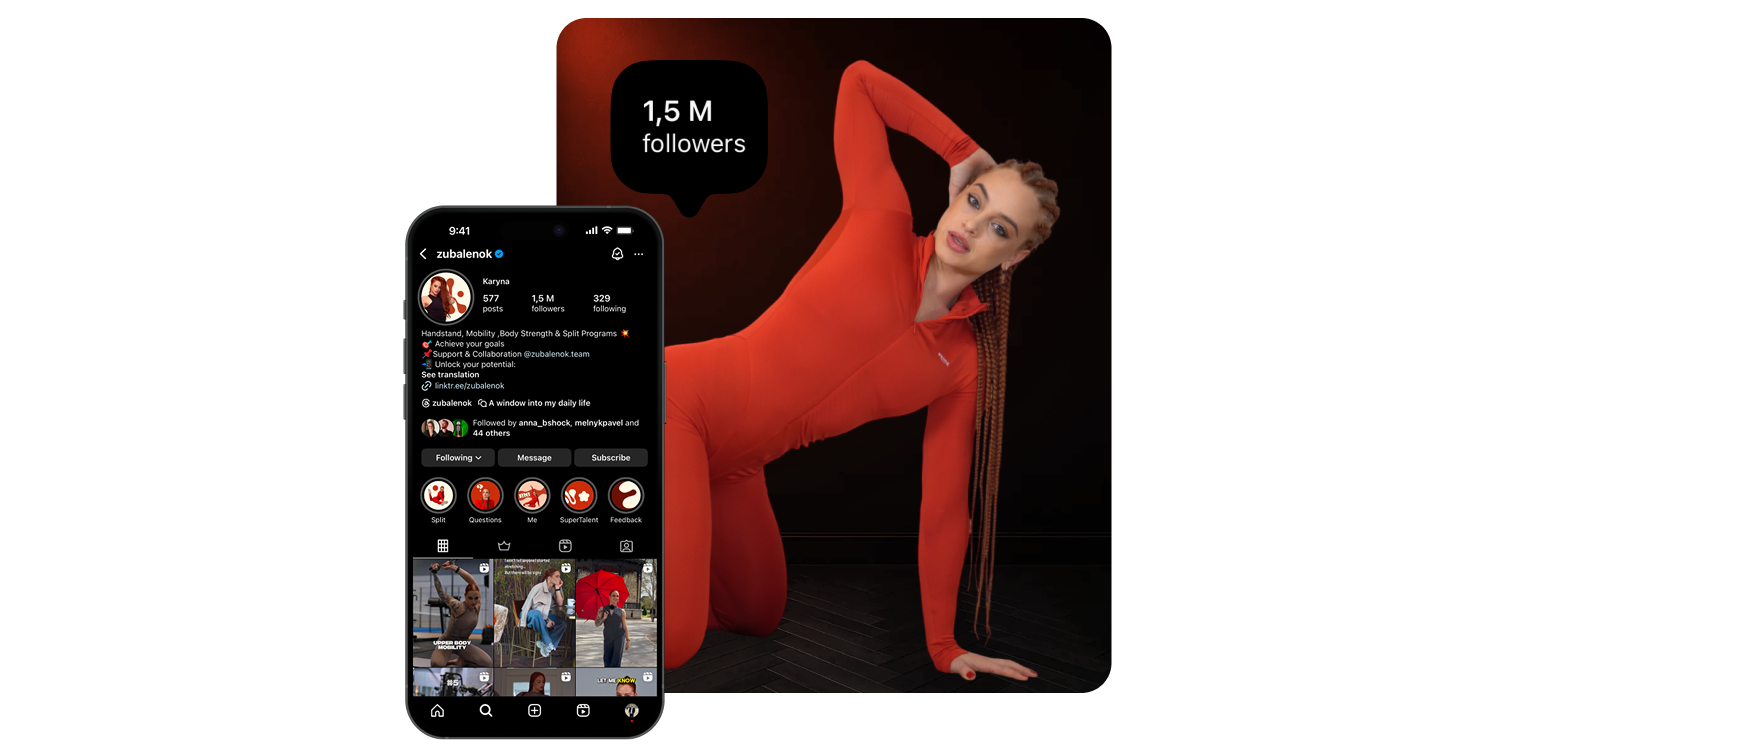 1,5 M
followers
9:41
zubalenok
Karyna
577
posts
1,5 M
followers
329
following
Handstand, Mobility ,Body Strength & Split Programs 💥
🎯 Achieve your goals
📌Support & Collaboration @zubalenok.team
📲 Unlock your potential:
See translation
linktr.ee/zubalenok
zubalenok
A window into my daily life
Followed by anna_bshock, melnykpavel and
44 others
Following
Message
Subscribe
Split
Questions
Me
SuperTalent
Feedback
stretching...
UPPER BODY
MOBILITY
#5
LET ME KNOW